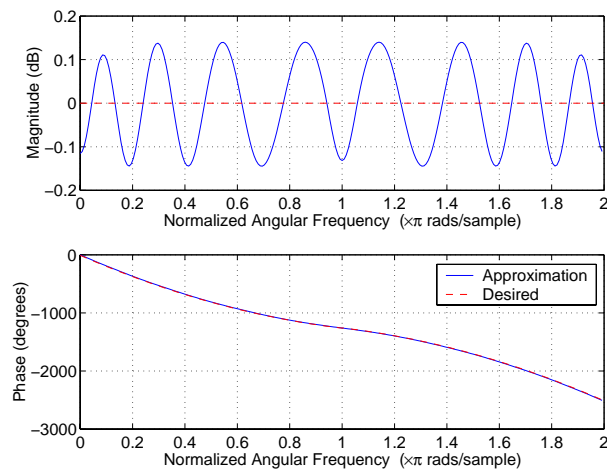 0.2
0.1
0
−0.1
−0.2
Magnitude (dB)
0 0.2 0.4 0.6 0.8 1 1.2 1.4 1.6 1.8 2
Normalized Angular Frequency (×π rads/sample)
0
−1000
−2000
−3000
Phase (degrees)
Approximation
Desired
0 0.2 0.4 0.6 0.8 1 1.2 1.4 1.6 1.8 2
Normalized Angular Frequency (×π rads/sample)